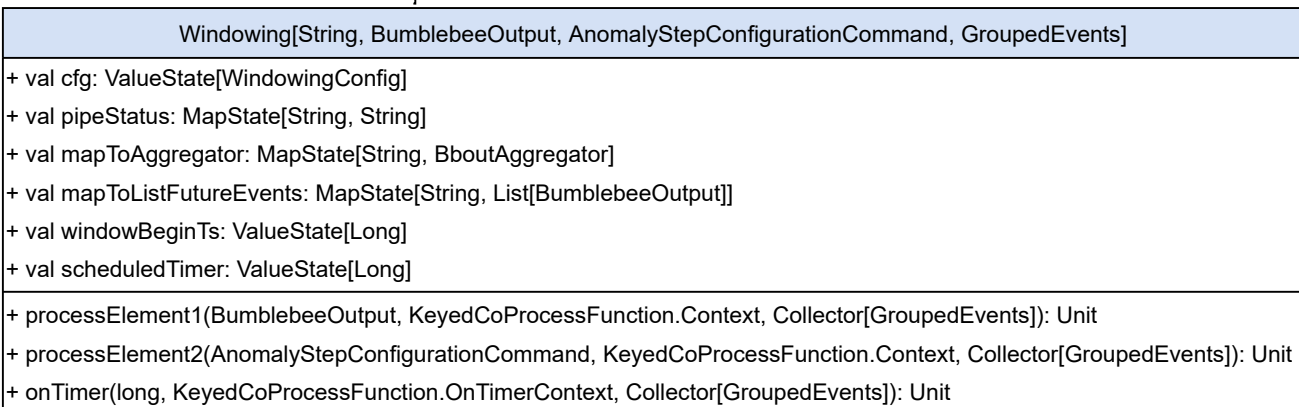 Windowing[String, BumblebeeOutput, AnomalyStepConfigurationCommand, GroupedEvents]
+ val cfg: ValueState[WindowingConfig]
+ val pipeStatus: MapState[String, String]
+ val mapToAggregator: MapState[String, BboutAggregator]
+ val mapToListFutureEvents: MapState[String, List[BumblebeeOutput]]
+ val windowBeginTs: ValueState[Long]
+ val scheduledTimer: ValueState[Long]
+ processElement1(BumblebeeOutput, KeyedCoProcessFunction.Context, Collector[GroupedEvents]): Unit
+ processElement2(AnomalyStepConfigurationCommand, KeyedCoProcessFunction.Context, Collector[GroupedEvents]): Unit
+ onTimer(long, KeyedCoProcessFunction.OnTimerContext, Collector[GroupedEvents]): Unit